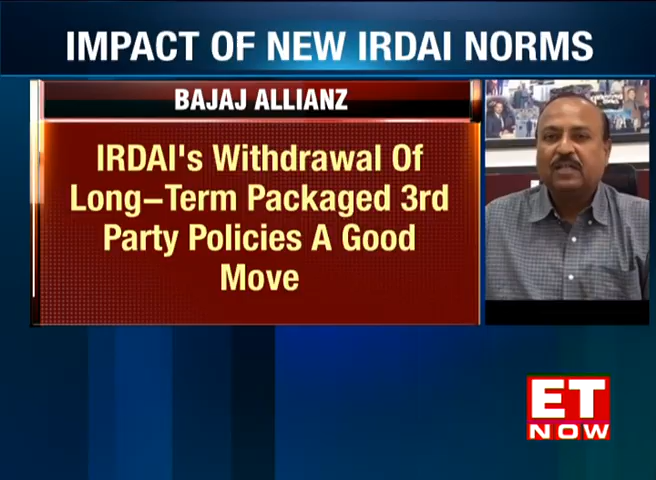 IMPACT OF NEW IRDAI NORMS
BAJAJ ALLIANZ
IRDAI's Withdrawal Of
Long–Term Packaged 3rd
Party Policies A Good
Move
ET
NOW